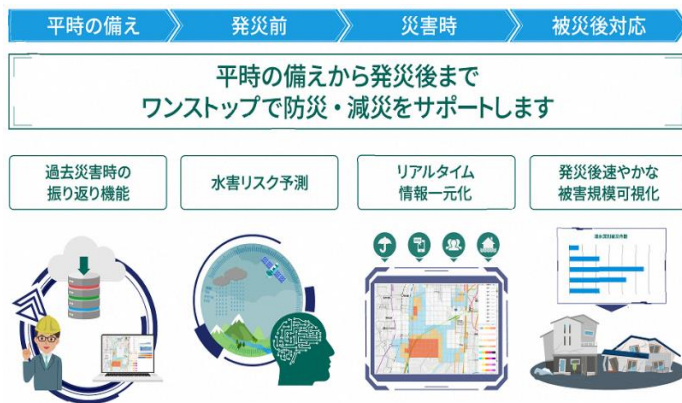 平時の備え
発災前
災害時
被災後対応
平時の備えから発災後まで
ワンストップで防災・減災をサポートします
過去災害時の
振り返り機能
水害リスク予測
リアルタイム
情報一元化
発災後速やかな
被害規模可視化